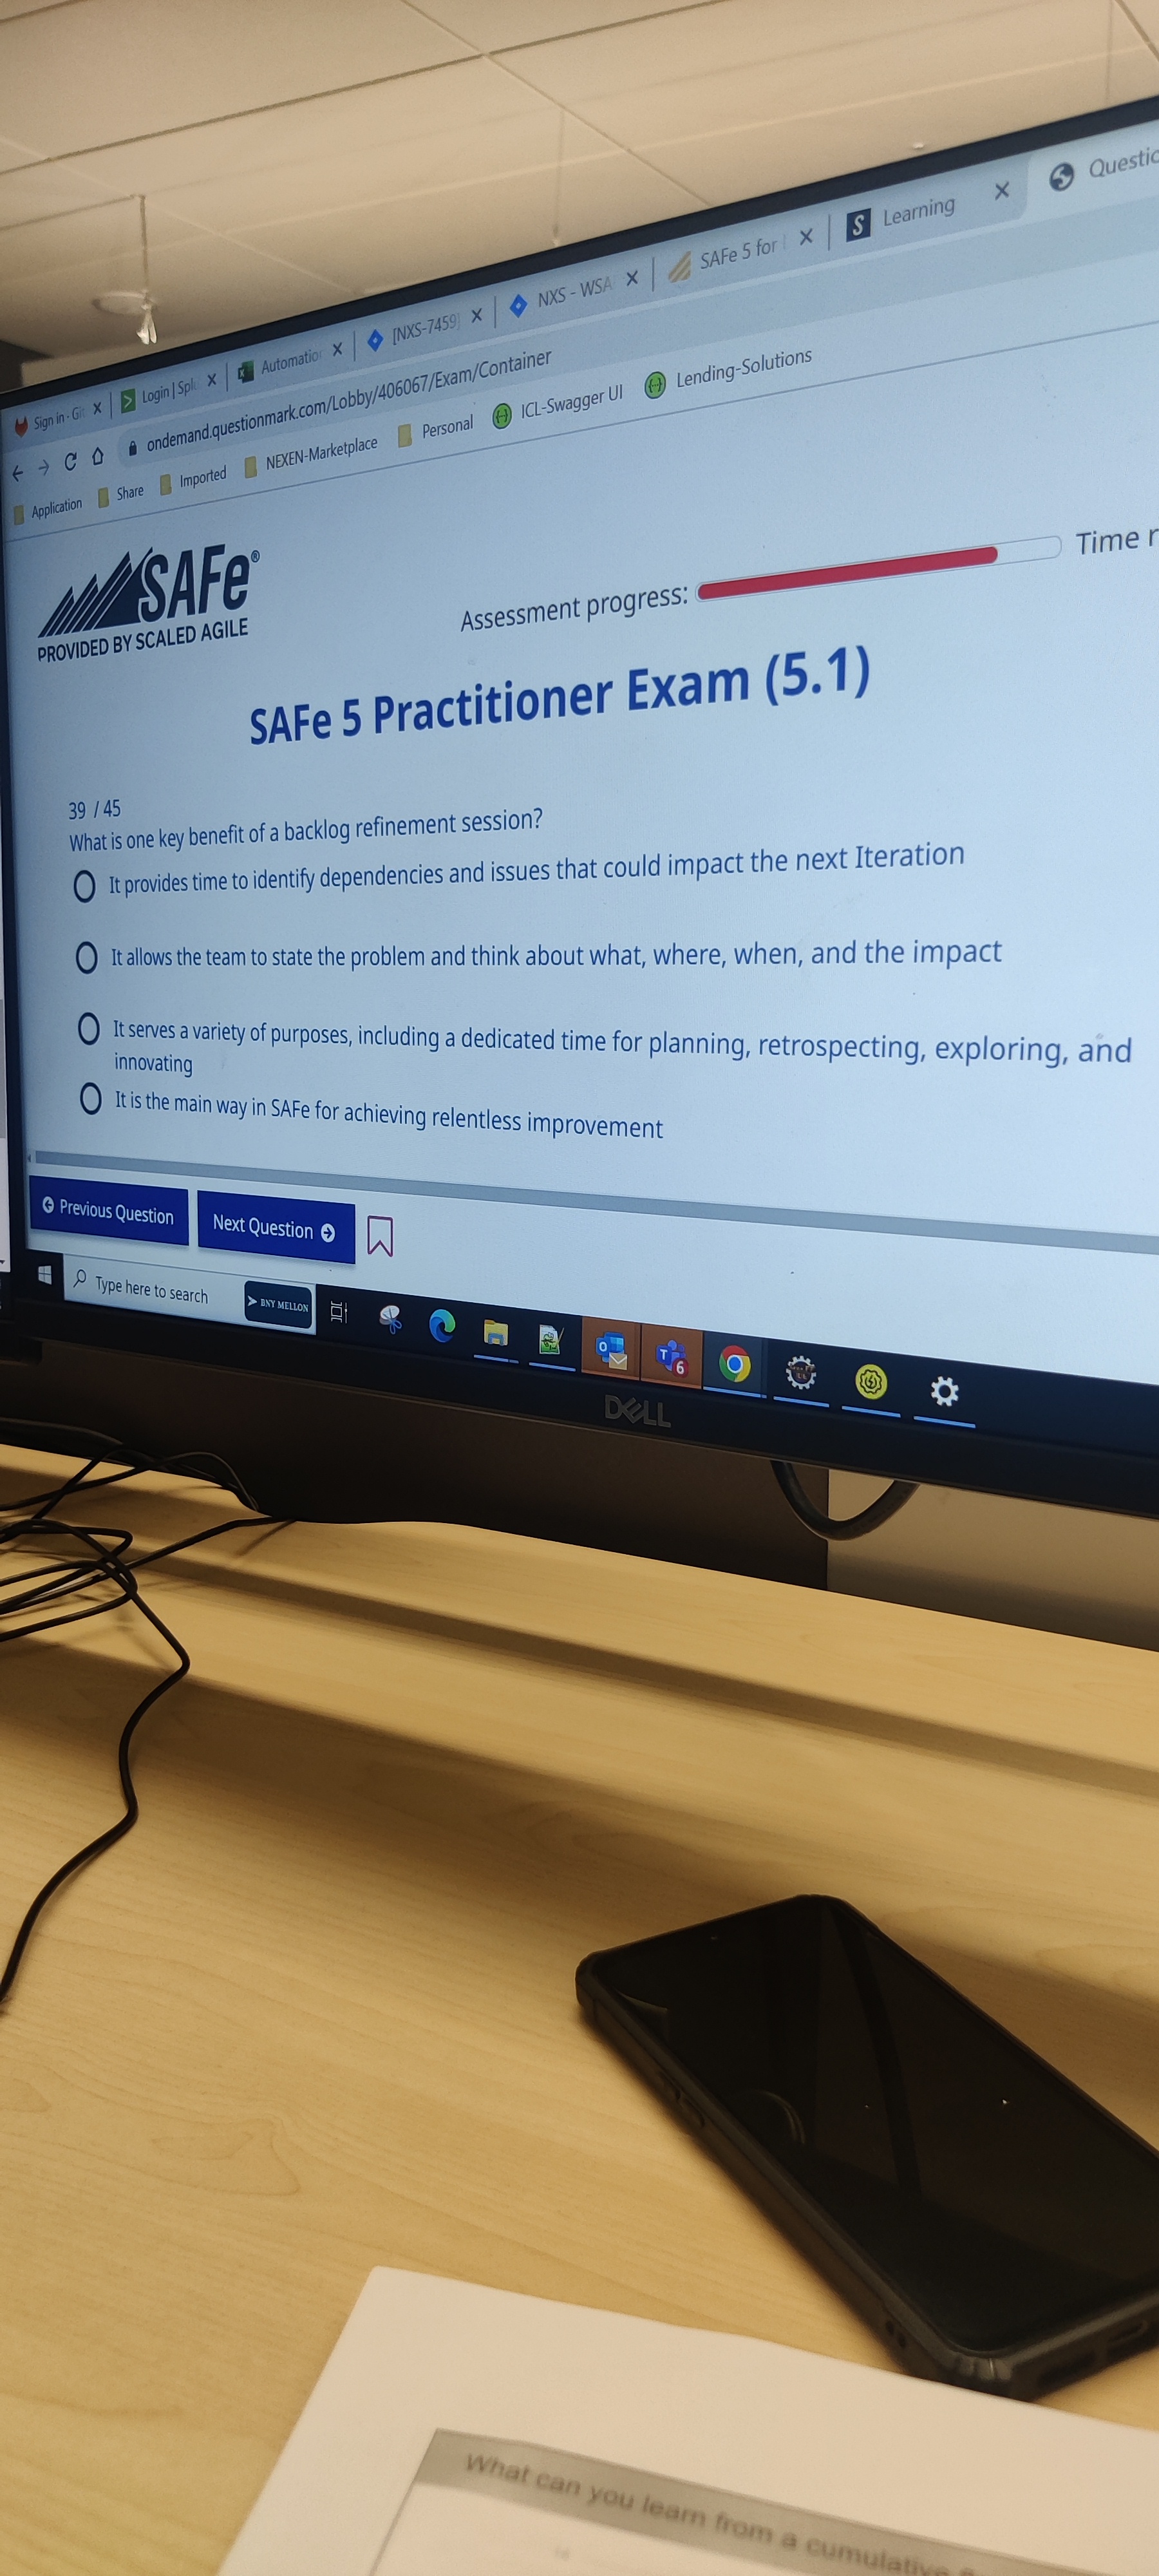 Sign in · Gi
Login | Spl
Automatio
[NXS-7459]
NXS - WSA
SAFe 5 for
Learning
Questio
ondemand.questionmark.com/Lobby/406067/Exam/Container
Application
Share
Imported
NEXEN-Marketplace
Personal
ICL-Swagger UI
Lending-Solutions
SAFe®
PROVIDED BY SCALED AGILE
Assessment progress:
Time r
SAFe 5 Practitioner Exam (5.1)
39 / 45
What is one key benefit of a backlog refinement session?
It provides time to identify dependencies and issues that could impact the next Iteration
It allows the team to state the problem and think about what, where, when, and the impact
It serves a variety of purposes, including a dedicated time for planning, retrospecting, exploring, and
innovating
It is the main way in SAFe for achieving relentless improvement
Previous Question
Next Question
Type here to search
BNY MELLON
6
DELL
What can you learn from a cumulative